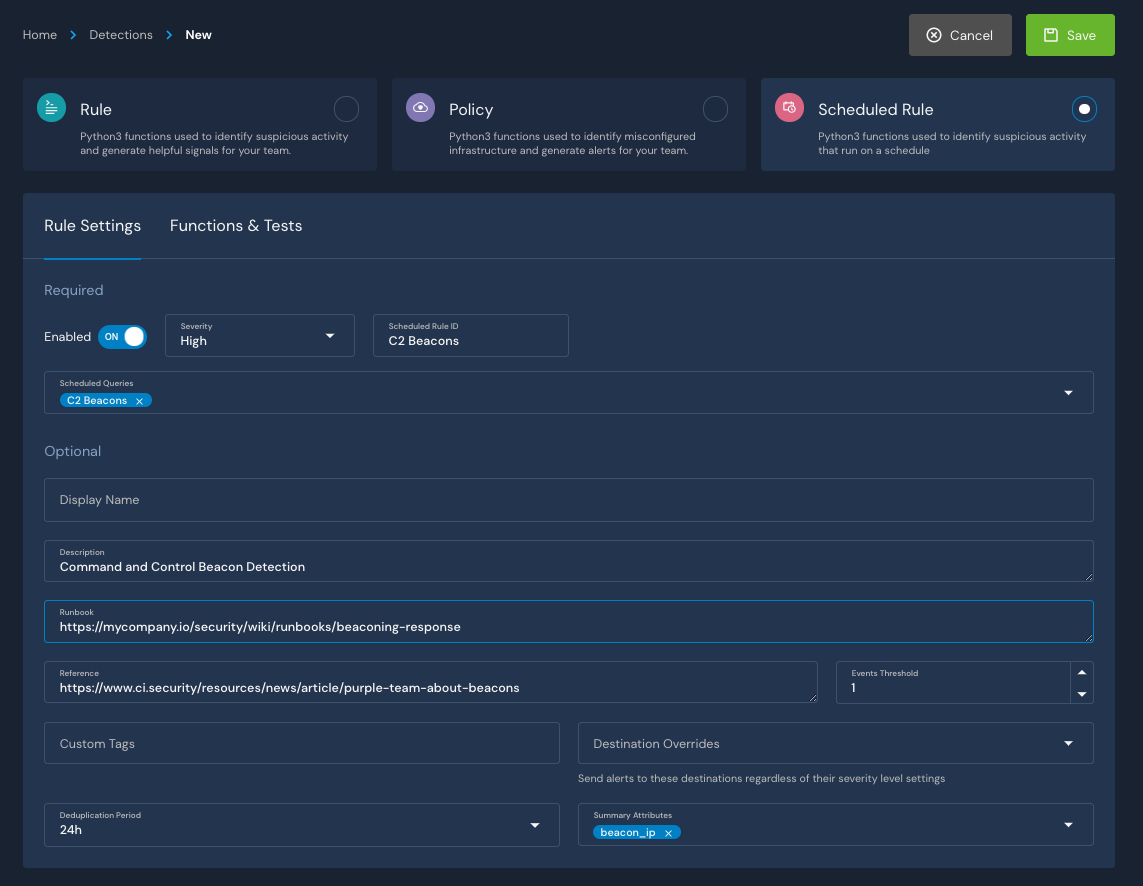 Home > Detections > New
Cancel
Save
Rule
Python3 functions used to identify suspicious activity
and generate helpful signals for your team.
Policy
Python3 functions used to identify misconfigured
infrastructure and generate alerts for your team.
Scheduled Rule
Python3 functions used to identify suspicious activity
that run on a schedule
Rule Settings
Functions & Tests
Required
Enabled
ON
Severity
High
Scheduled Rule ID
C2 Beacons
Scheduled Queries
C2 Beacons ×
Optional
Display Name
Description
Command and Control Beacon Detection
Runbook
https://mycompany.io/security/wiki/runbooks/beaconing-response
Reference
https://www.ci.security/resources/news/article/purple-team-about-beacons
Events Threshold
1
Custom Tags
Destination Overrides
Send alerts to these destinations regardless of their severity level settings
Deduplication Period
24h
Summary Attributes
beacon_ip ×